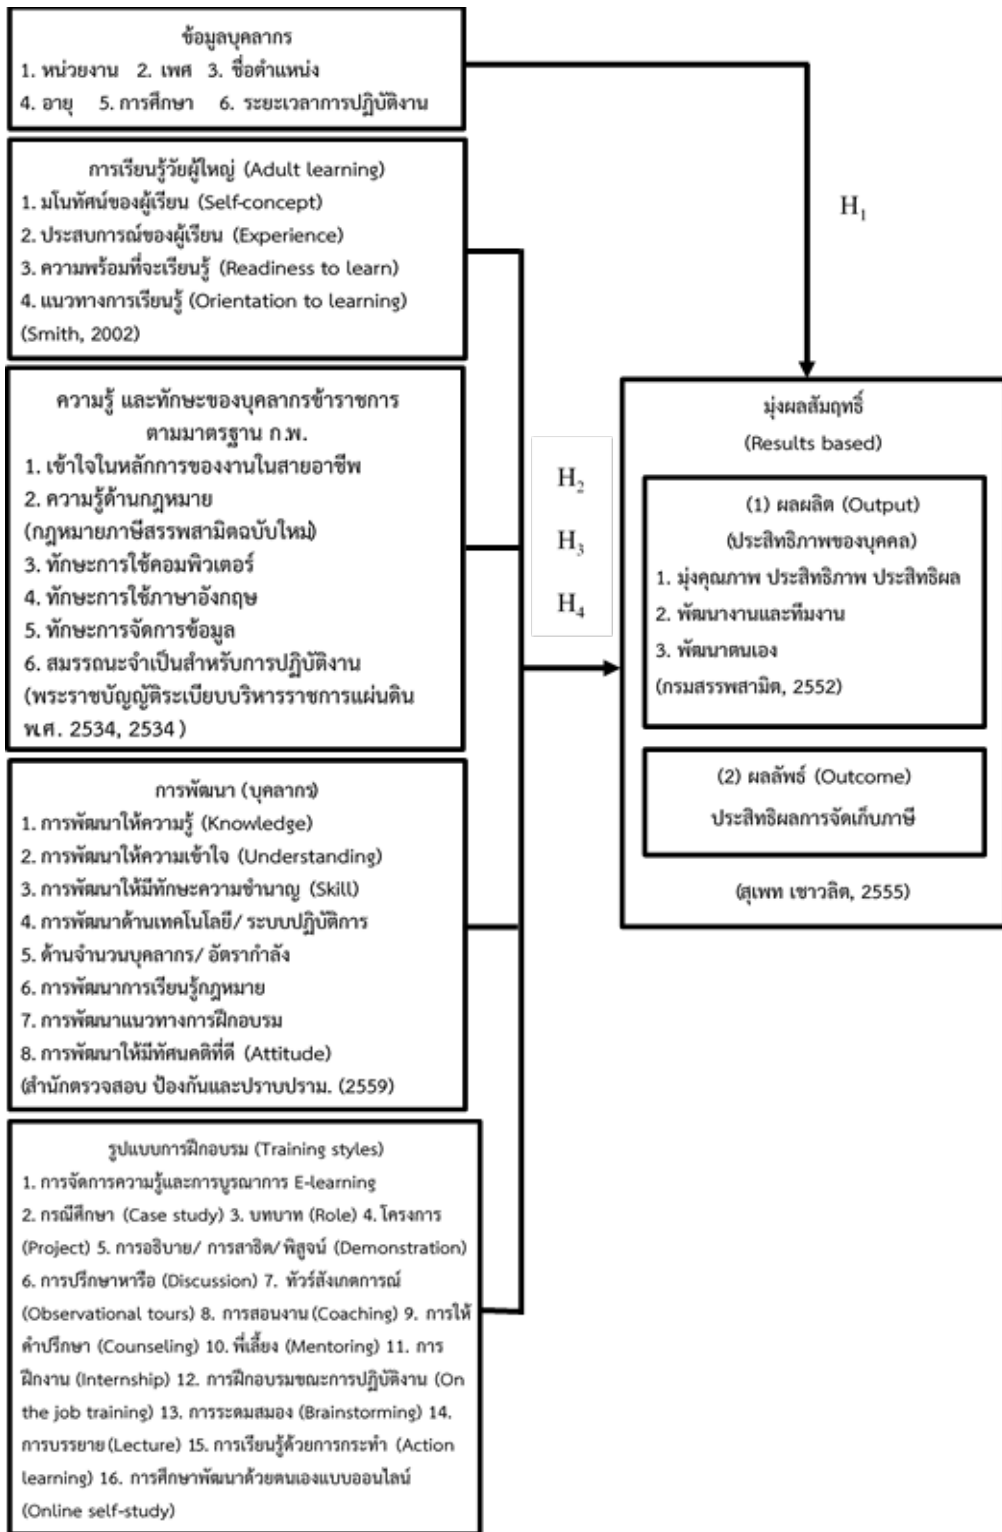 ข้อมูลบุคลากร
1. หน่วยงาน 2. เพศ 3. ชื่อตำแหน่ง
4. อายุ 5. การศึกษา 6. ระยะเวลาการปฏิบัติงาน
การเรียนรู้วัยผู้ใหญ่ (Adult learning)
1. มโนทัศน์ของผู้เรียน (Self-concept)
2. ประสบการณ์ของผู้เรียน (Experience)
3. ความพร้อมที่จะเรียนรู้ (Readiness to learn)
4. แนวทางการเรียนรู้ (Orientation to learning)
(Smith, 2002)
ความรู้ และทักษะของบุคลากรข้าราชการ
ตามมาตรฐาน ก.พ.
1. เข้าใจในหลักการของงานในสายอาชีพ
2. ความรู้ด้านกฎหมาย
(กฎหมายภาษีสรรพสามิตฉบับใหม่)
3. ทักษะการใช้คอมพิวเตอร์
4. ทักษะการใช้ภาษาอังกฤษ
5. ทักษะการจัดการข้อมูล
6. สมรรถนะจำเป็นสำหรับการปฏิบัติงาน
(พระราชบัญญัติระเบียบบริหารราชการแผ่นดิน
พ.ศ. 2534, 2534 )
การพัฒนา (บุคลากร)
1. การพัฒนาให้ความรู้ (Knowledge)
2. การพัฒนาให้ความเข้าใจ (Understanding)
3. การพัฒนาให้มีทักษะความชำนาญ (Skill)
4. การพัฒนาด้านเทคโนโลยี/ ระบบปฏิบัติการ
5. ด้านจำนวนบุคลากร/ อัตรากำลัง
6. การพัฒนาการเรียนรู้กฎหมาย
7. การพัฒนาแนวทางการฝึกอบรม
8. การพัฒนาให้มีทัศนคติที่ดี (Attitude)
(สำนักตรวจสอบ ป้องกันและปราบปราม. (2559)
รูปแบบการฝึกอบรม (Training styles)
1. การจัดการความรู้และการบูรณาการ E-learning
2. กรณีศึกษา (Case study) 3. บทบาท (Role) 4. โครงการ
(Project) 5. การอธิบาย/ การสาธิต/ พิสูจน์ (Demonstration)
6. การปรึกษาหารือ (Discussion) 7. ทัวร์สังเกตการณ์
(Observational tours) 8. การสอนงาน (Coaching) 9. การให้
คำปรึกษา (Counseling) 10. พี่เลี้ยง (Mentoring) 11. การ
ฝึกงาน (Internship) 12. การฝึกอบรมขณะการปฏิบัติงาน (On
the job training) 13. การระดมสมอง (Brainstorming) 14.
การบรรยาย (Lecture) 15. การเรียนรู้ด้วยการกระทำ (Action
learning) 16. การศึกษาพัฒนาด้วยตนเองแบบออนไลน์
(Online self-study)
H₁
H₂
H₃
H₄
มุ่งผลสัมฤทธิ์
(Results based)
(1) ผลผลิต (Output)
(ประสิทธิภาพของบุคคล)
1. มุ่งคุณภาพ ประสิทธิภาพ ประสิทธิผล
2. พัฒนางานและทีมงาน
3. พัฒนาตนเอง
(กรมสรรพสามิต, 2552)
(2) ผลลัพธ์ (Outcome)
ประสิทธิผลการจัดเก็บภาษี
(สุเพท เชาวลิต, 2555)